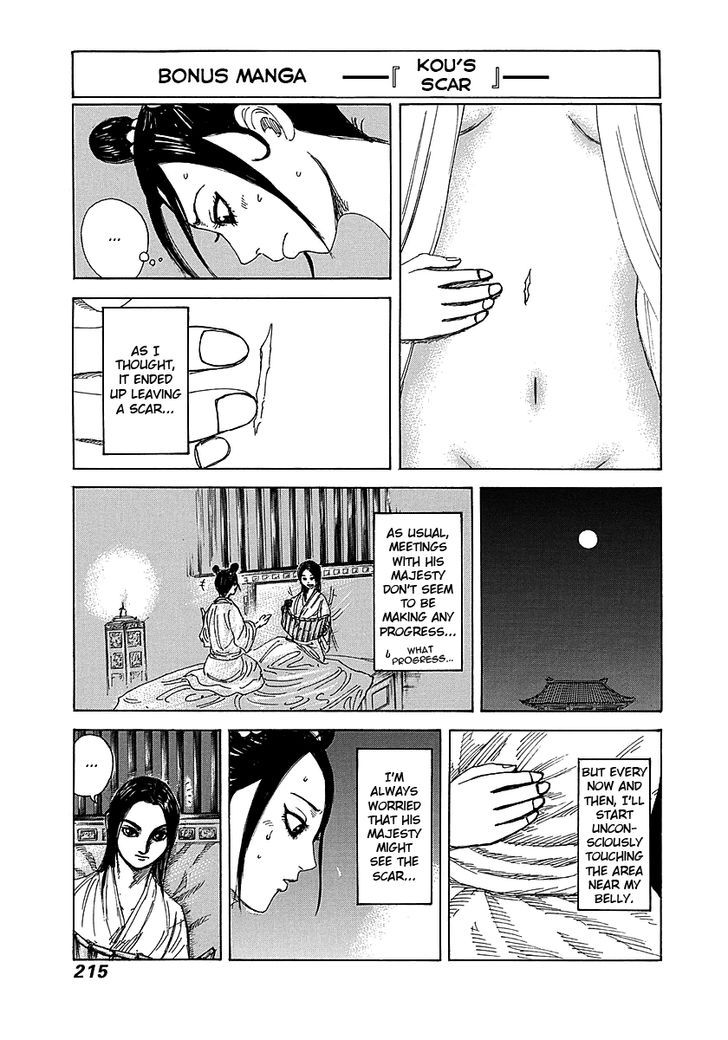 BONUS MANGA
『 KOU'S
SCAR 』
...
AS I
THOUGHT,
IT ENDED
UP LEAVING
A SCAR...
AS USUAL,
MEETINGS
WITH HIS
MAJESTY
DON'T SEEM
TO BE
MAKING ANY
PROGRESS...
WHAT
PROGRESS...
BUT EVERY
NOW AND
THEN, I'LL
START
UNCON-
SCIOUSLY
TOUCHING
THE AREA
NEAR MY
BELLY.
I'M
ALWAYS
WORRIED
THAT HIS
MAJESTY
MIGHT
SEE THE
SCAR...
...
215